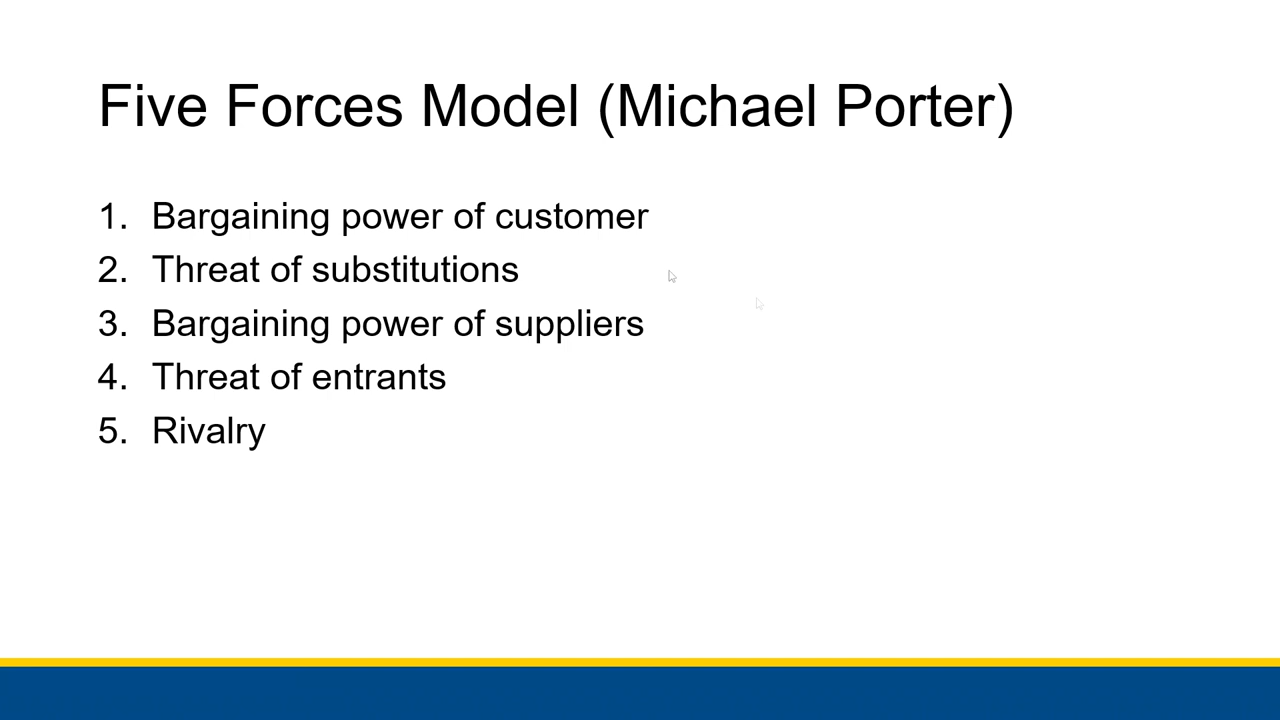 Five Forces Model (Michael Porter)
1. Bargaining power of customer
2. Threat of substitutions
3. Bargaining power of suppliers
4. Threat of entrants
5. Rivalry